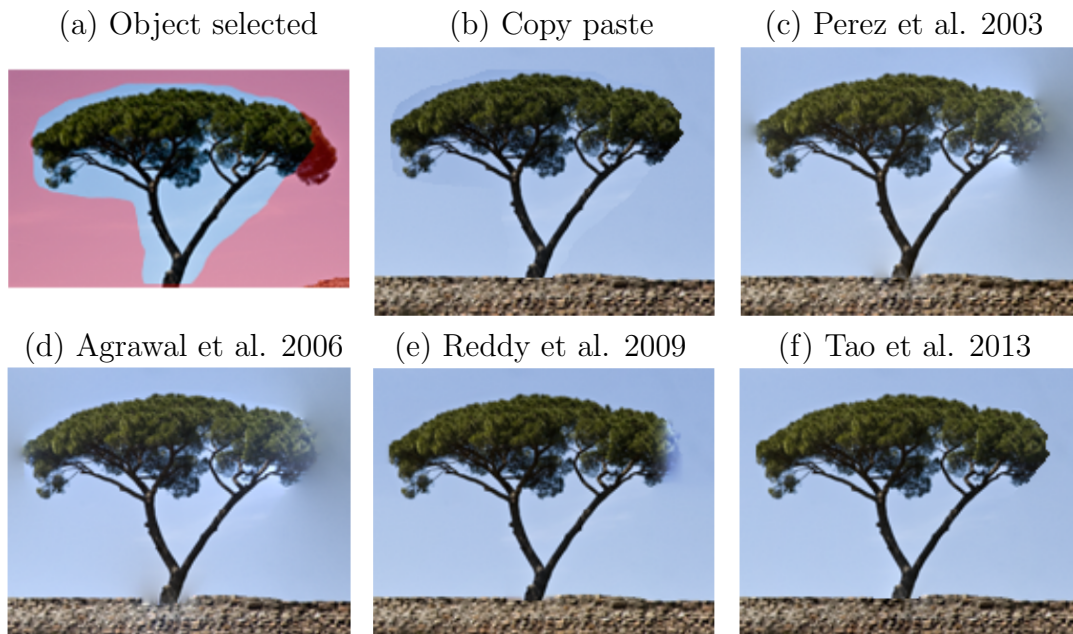 (a) Object selected
(b) Copy paste
(c) Perez et al. 2003
(d) Agrawal et al. 2006
(e) Reddy et al. 2009
(f) Tao et al. 2013